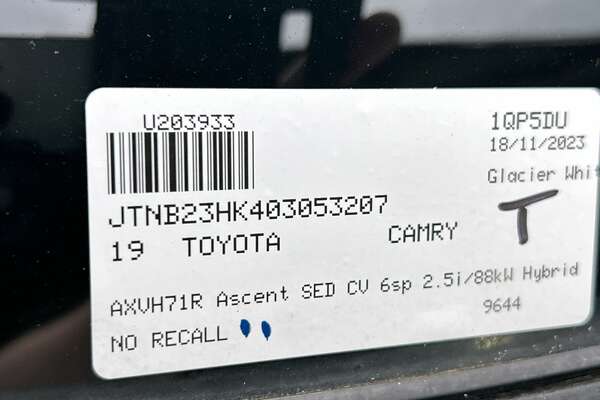 U203933
1QP5DU
18/11/2023
Glacier Whi
JTNB23HK403053207
T
19 TOYOTA CAMRY
AXVH71R Ascent SED CV 6sp 2.5i/88kW Hybrid
9644
NO RECALL